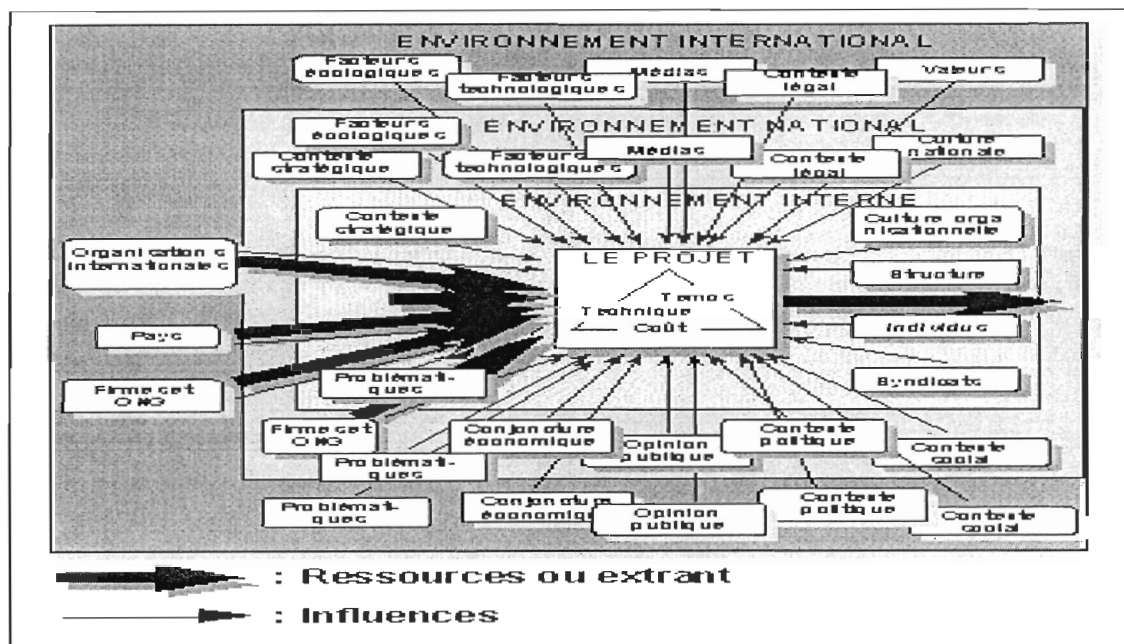 ENVIRONNEMENT INTERNATIONAL
Facteurs
écologiques
Facteurs
technologiques
Médias
Contexte
légal
Valeurs
ENVIRONNEMENT NATIONAL
Facteurs
écologiques
Contexte
stratégique
Facteurs
technologiques
Médias
Contexte
légal
Culture
nationale
ENVIRONNEMENT INTERNE
Contexte
stratégique
Culture orga
nisationnelle
Organisations
internationales
LE PROJET
Structure
Temps
Technique
Coût
Pays
Individus
Problémati-
ques
Syndicats
Firmes et
ONG
Firmes et
ONG
Conjoncture
économique
Opinion
publique
Contexte
politique
Contexte
social
Problémati-
ques
Problémati-
ques
Conjoncture
économique
Opinion
publique
Contexte
politique
Contexte
social
: Ressources ou extrant
: Influences